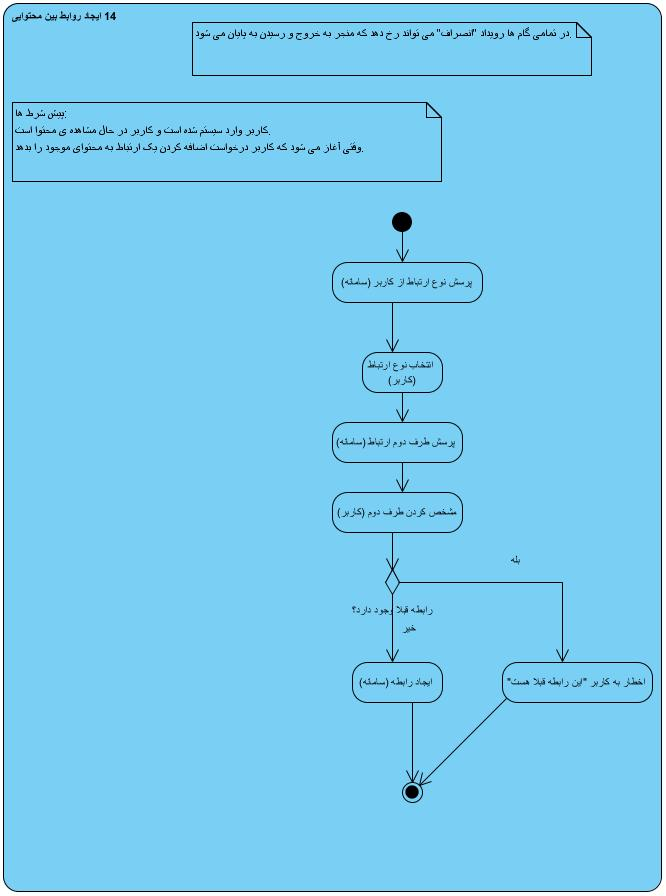 14 ایجاد روابط بین محتوایی
در تمامی گام ها رویداد "انصراف" می تواند رخ دهد که منجر به خروج و رسیدن به پایان می شود.
پیش شرط ها:
کاربر وارد سیستم شده است و کاربر در حال مشاهده ی محتوا است.
وقتی آغاز می شود که کاربر درخواست اضافه کردن یک ارتباط به محتوای موجود را بدهد.
پرسش نوع ارتباط از کاربر (سامانه)
انتخاب نوع ارتباط
(کاربر)
پرسش طرف دوم ارتباط (سامانه)
مشخص کردن طرف دوم (کاربر)
بله
رابطه قبلا وجود دارد؟
خیر
ایجاد رابطه (سامانه)
اخطار به کاربر "این رابطه قبلا هست"